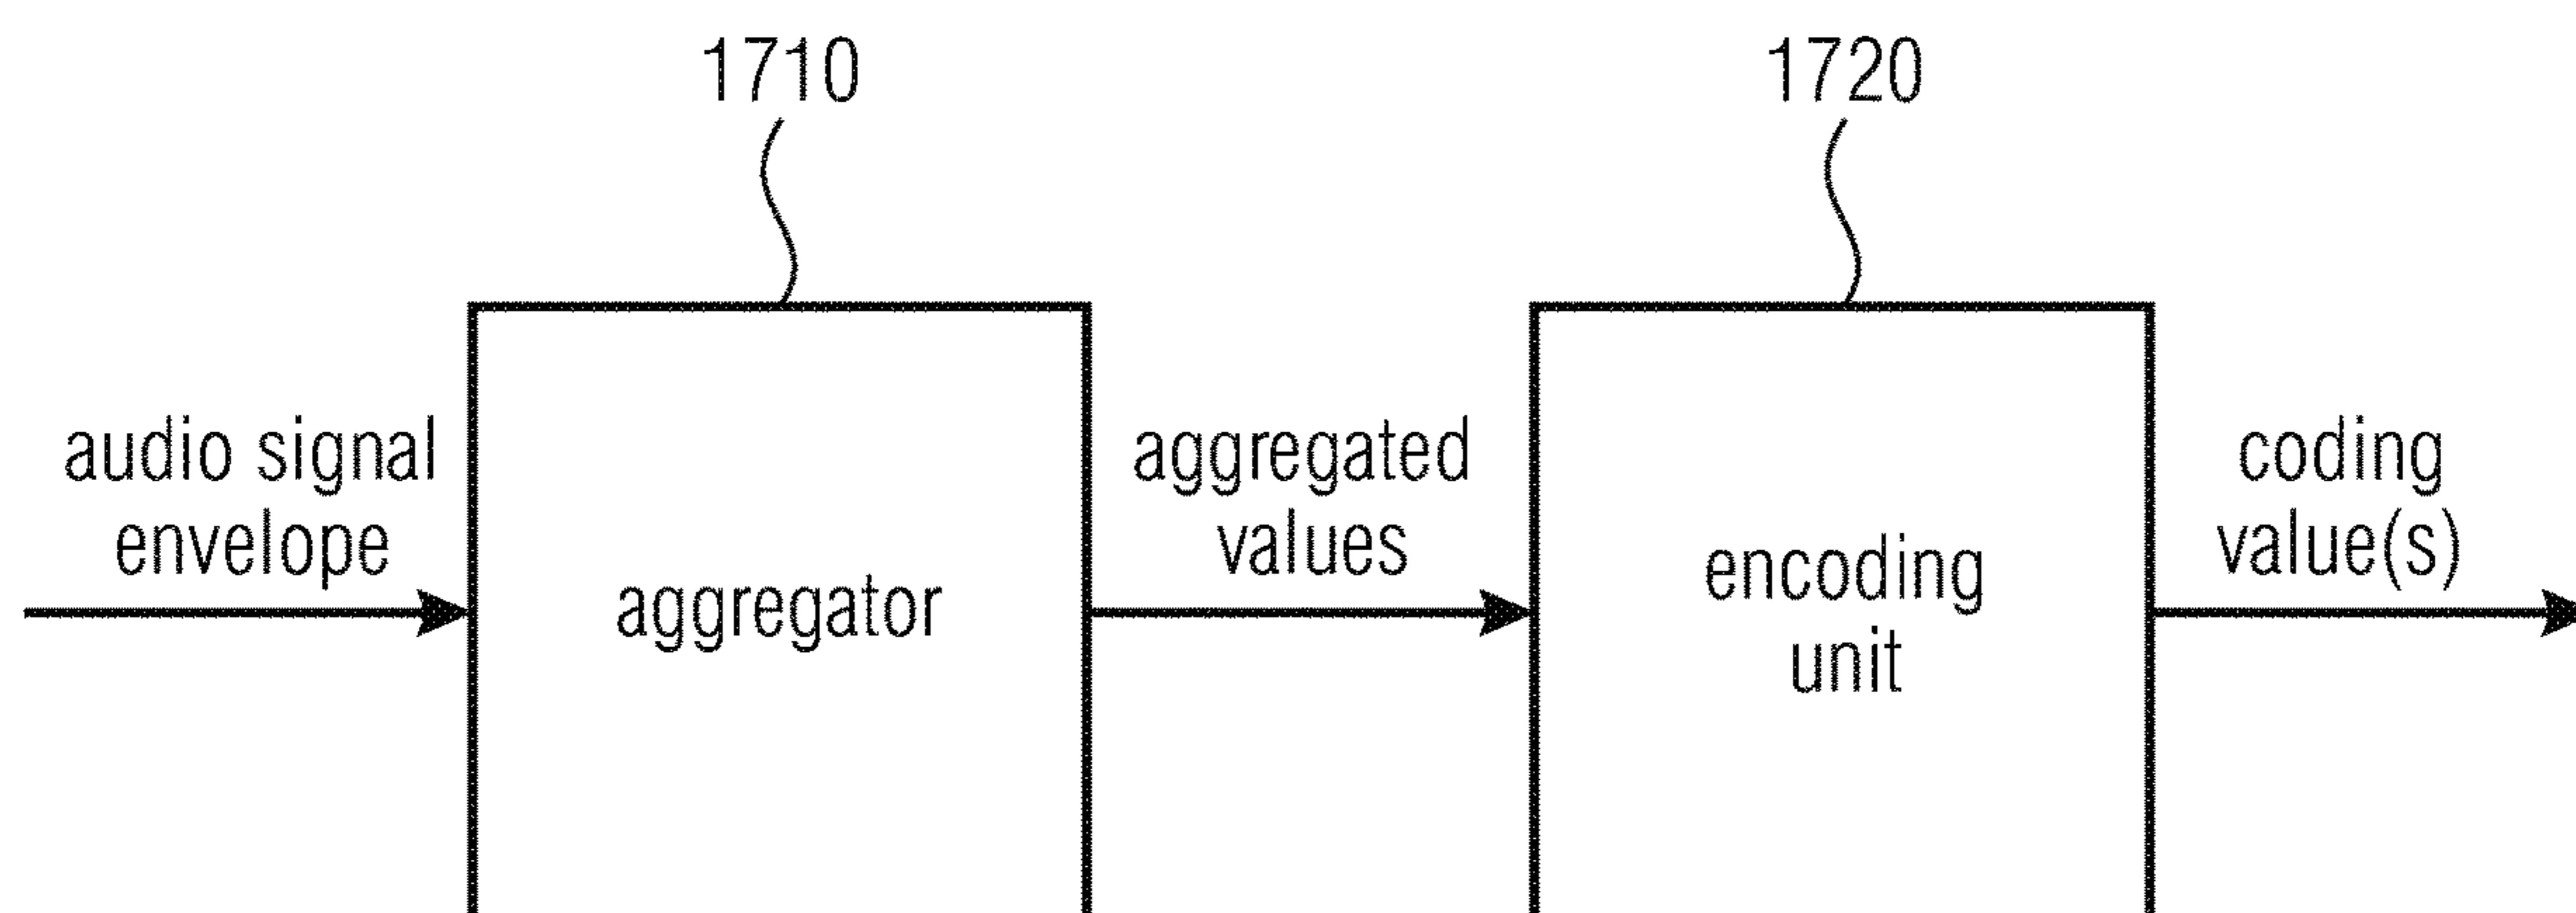 1710
1720
audio signal
envelope
aggregator
aggregated
values
encoding
unit
coding
value(s)